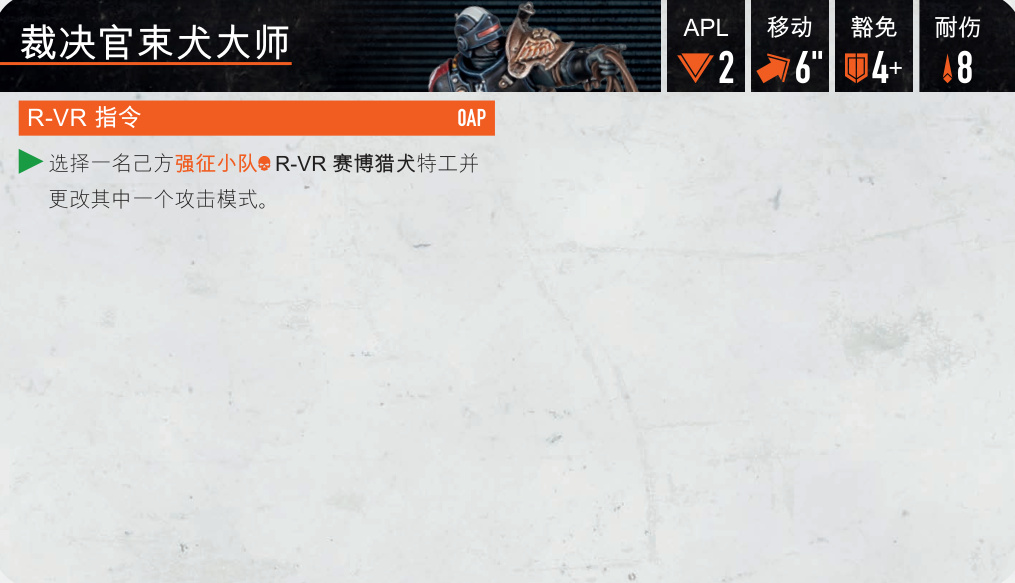 裁决官束犬大师
APL
2
移动
6"
豁免
4+
耐伤
8
R-VR 指令 0AP
选择一名己方强征小队 R-VR 赛博猎犬特工并
更改其中一个攻击模式。